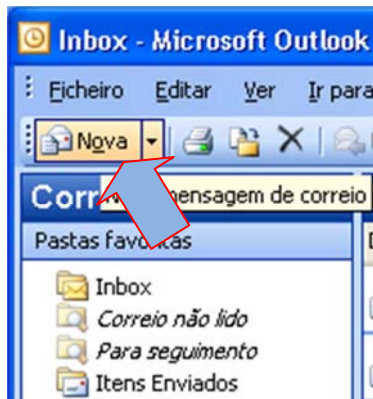 Inbox - Microsoft Outlook
Ficheiro Editar Ver Ir para
Nova
mensagem de correio
Pastas favoritas
Inbox
Correio não lido
Para seguimento
Itens Enviados